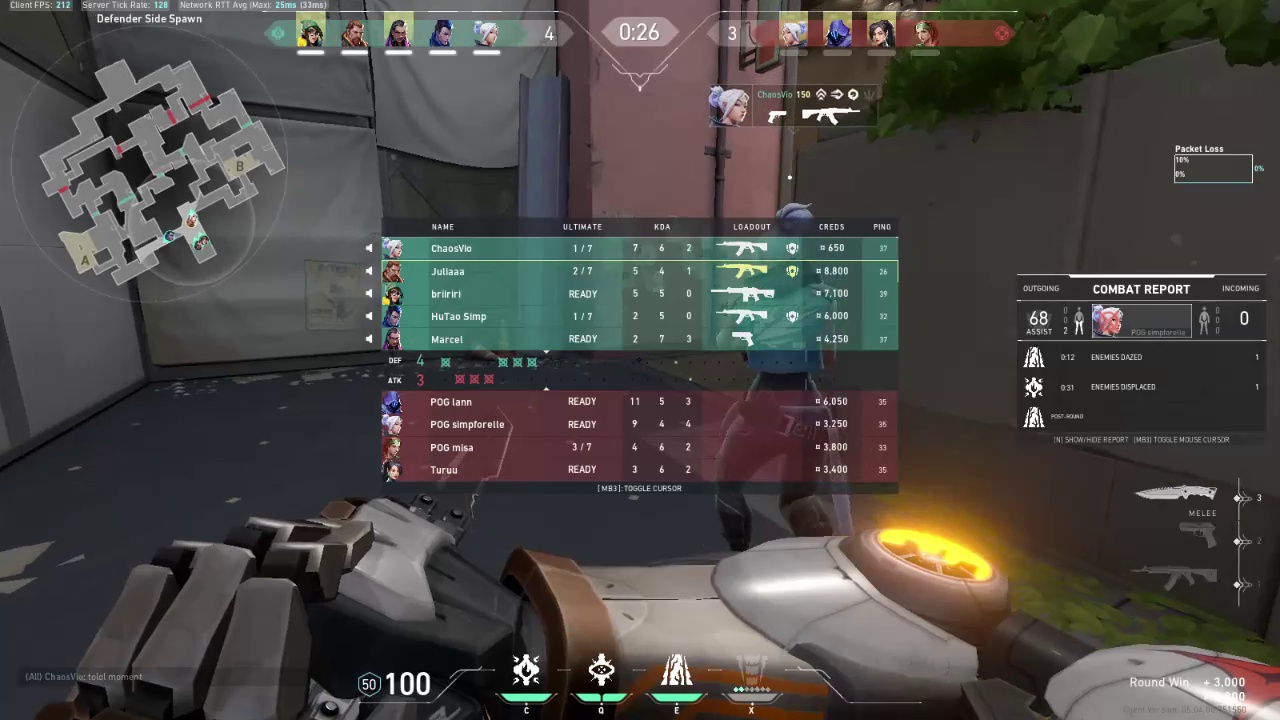 Client FPS: 212 Server Tick Rate: 128 Network RTT Avg (Max): 25ms (33ms)
Defender Side Spawn
4 0:26 3
ChaosVio 150
B
A
Packet Loss
10%
0%
0%
NAME ULTIMATE KDA LOADOUT CREDS PING
ChaosVio 1 / 7 7 6 2 650 37
Juliaaa 2 / 7 5 4 1 8,800 26
briiriri READY 5 5 0 7,100 39
HuTao Simp 1 / 7 2 5 0 6,000 32
Marcel READY 2 7 3 4,250 37
DEF 4
ATK 3
POG lann READY 11 5 3 6,050 35
POG simpforelle READY 9 4 4 3,250 35
POG misa 3 / 7 4 6 2 3,800 33
Turuu READY 3 6 2 3,400 35
[MB3]: TOGGLE CURSOR
OUTGOING COMBAT REPORT INCOMING
68 ASSIST 0 0 2 POG simpforelle 0 0 0 0
0:12 ENEMIES DAZED 1
0:31 ENEMIES DISPLACED 1
POST-ROUND
[N] SHOW/HIDE REPORT (MB3) TOGGLE MOUSE CURSOR
3
MELEE
2
1
(All) ChaosVio: tolol moment
50 100
C Q E X
Round Win + 3,000